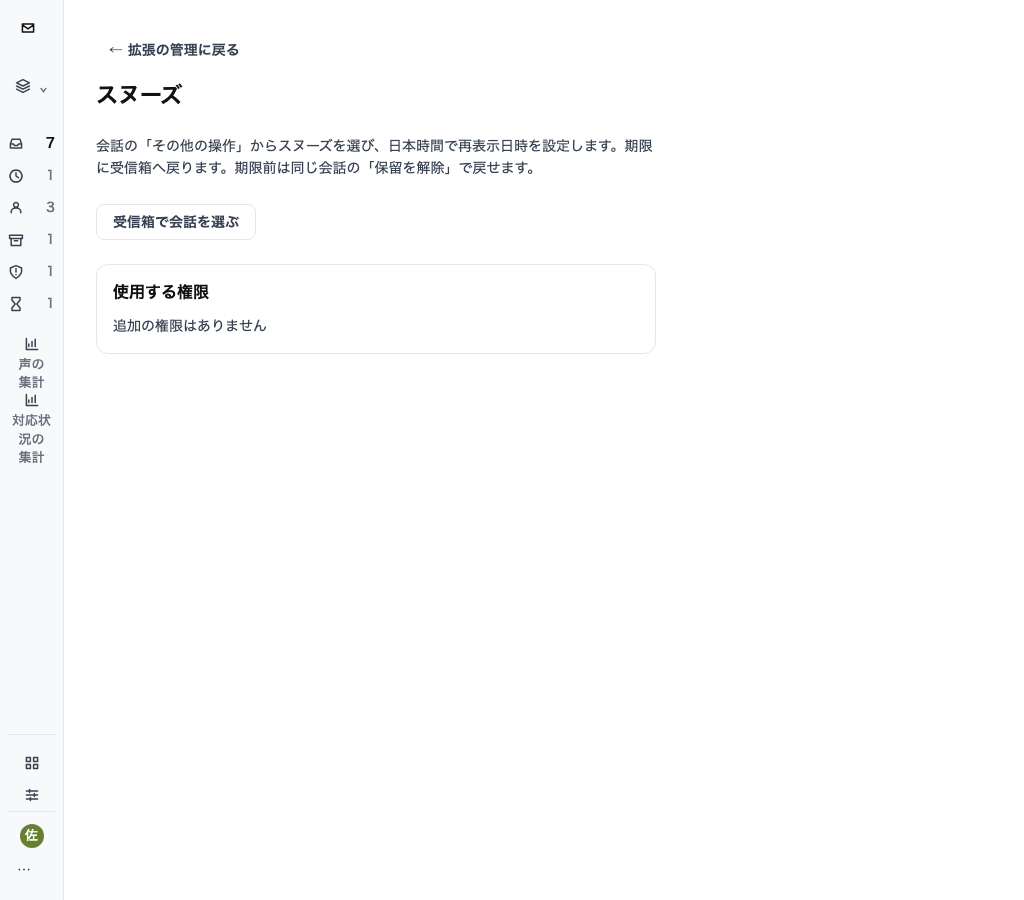 ← 拡張の管理に戻る
スヌーズ
会話の「その他の操作」からスヌーズを選び、日本時間で再表示日時を設定します。期限
に受信箱へ戻ります。期限前は同じ会話の「保留を解除」で戻せます。
受信箱で会話を選ぶ
使用する権限
追加の権限はありません
7
1
3
1
1
1
声の
集計
対応状
況の
集計
佐
…